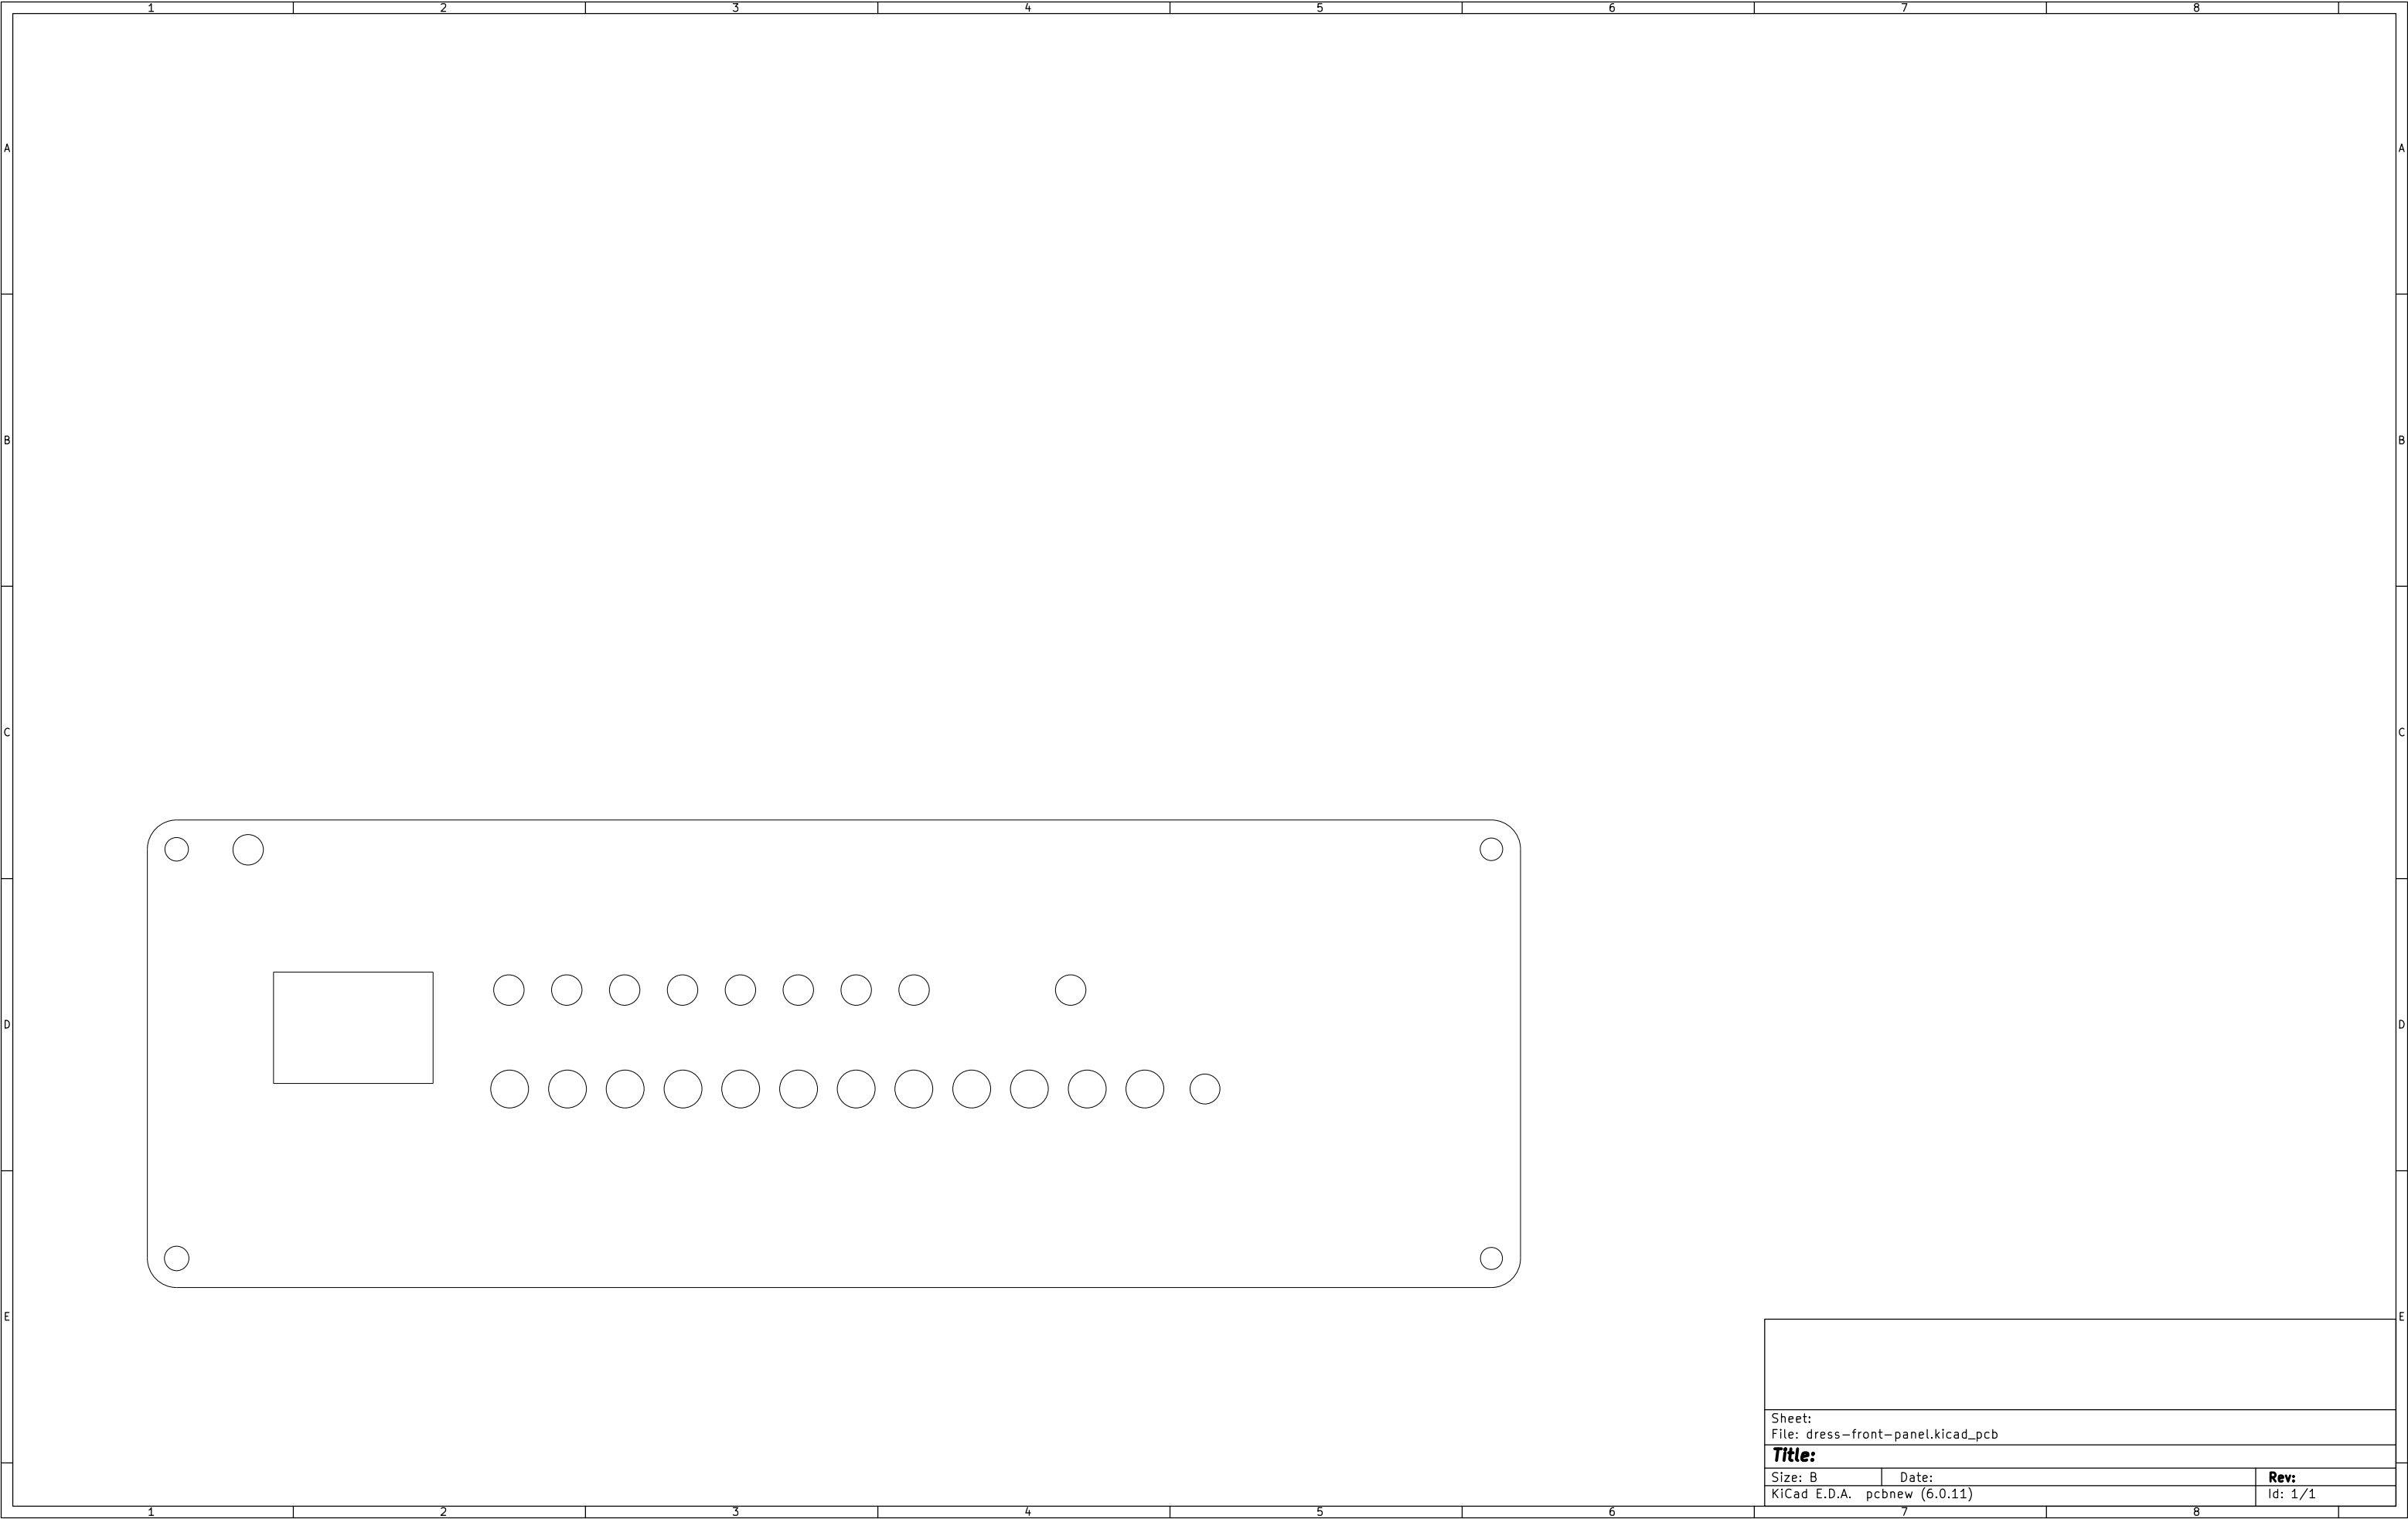 1 2 3 4 5 6 7 8
A A
B B
C C
D D
E E
Sheet:
File: dress-front-panel.kicad_pcb
Title:
Size: B Date: Rev:
KiCad E.D.A. pcbnew (6.0.11) Id: 1/1
1 2 3 4 5 6 7 8